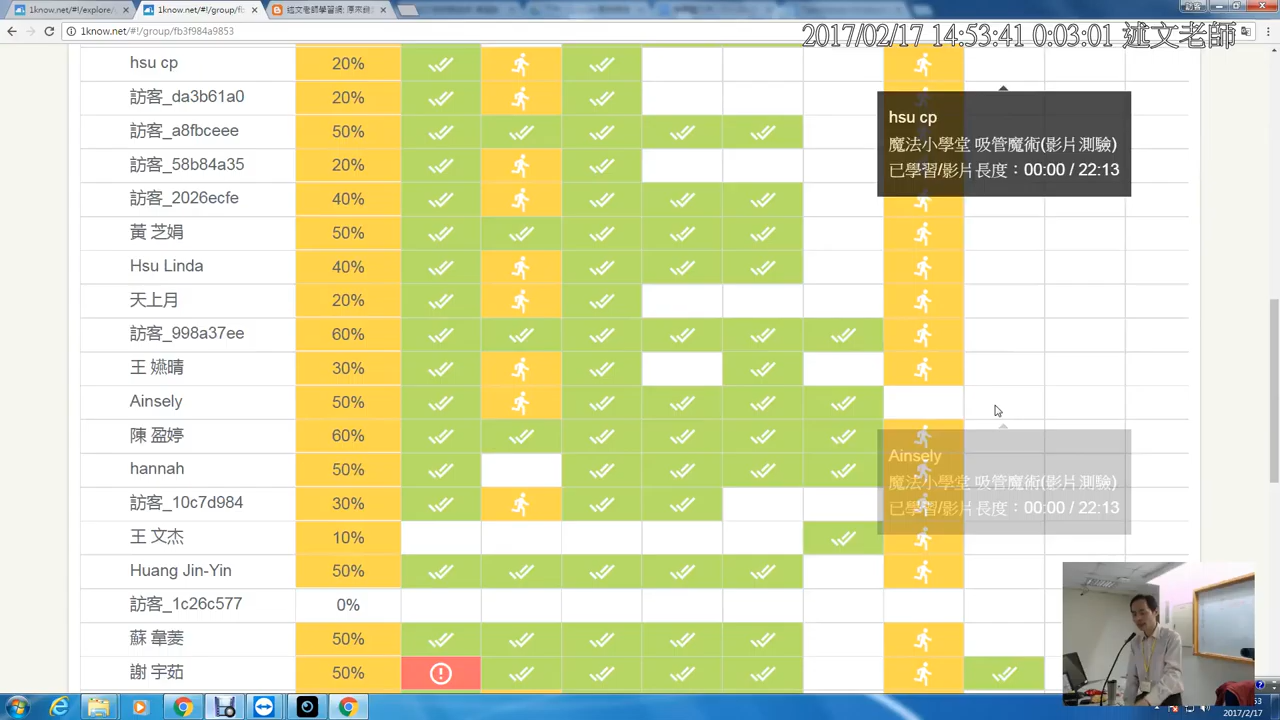 1know.net/#!/explore/
1know.net/#!/group/fb
述文老師學習網: 原來錄
1know.net/#!/group/fb3f984a9853
2017/02/17 14:53:41 0:03:01 述文老師
hsu cp 20%
訪客_da3b61a0 20%
訪客_a8fbceee 50%
訪客_58b84a35 20%
訪客_2026ecfe 40%
黃 芝娟 50%
Hsu Linda 40%
天上月 20%
訪客_998a37ee 60%
王 嬿晴 30%
Ainsely 50%
陳 盈婷 60%
hannah 50%
訪客_10c7d984 30%
王 文杰 10%
Huang Jin-Yin 50%
訪客_1c26c577 0%
蘇 韋菱 50%
謝 宇茹 50%
hsu cp
魔法小學堂 吸管魔術(影片測驗)
已學習/影片長度：00:00 / 22:13
Ainsely
魔法小學堂 吸管魔術(影片測驗)
已學習/影片長度：00:00 / 22:13
訪客
2017/2/17